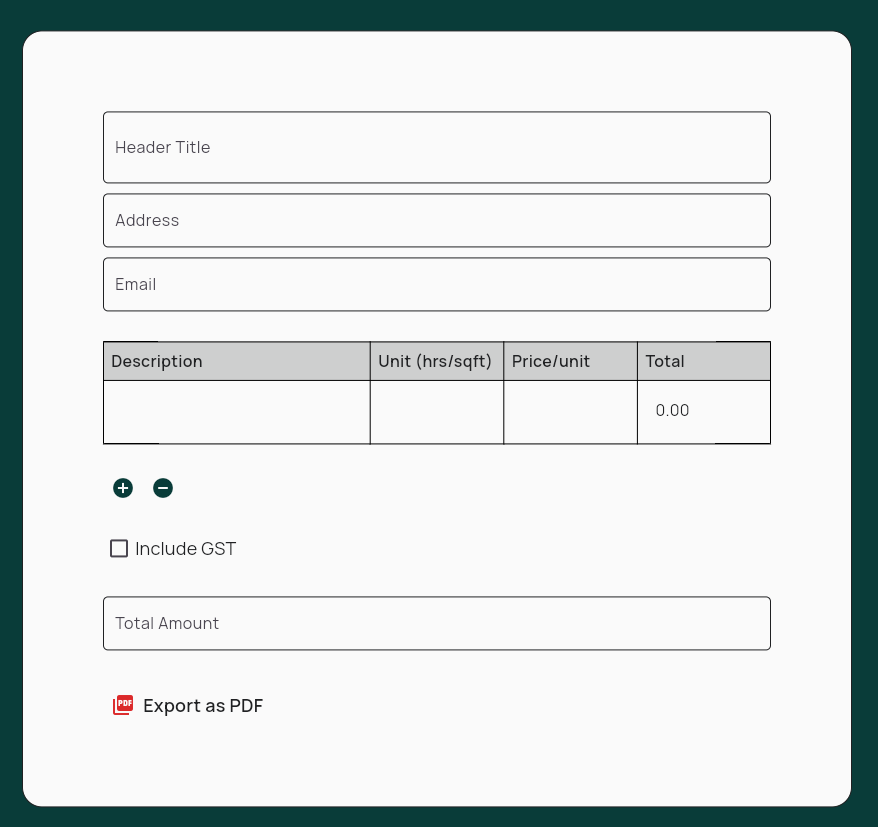 Header Title
Address
Email
Description Unit (hrs/sqft) Price/unit Total
0.00
Include GST
Total Amount
PDF Export as PDF